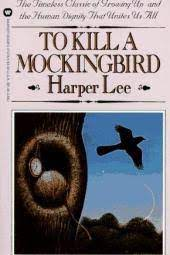 The Timeless Classic of Growing Up and
the Human Dignity That Unites Us All
TO KILL A
MOCKINGBIRD
Harper Lee